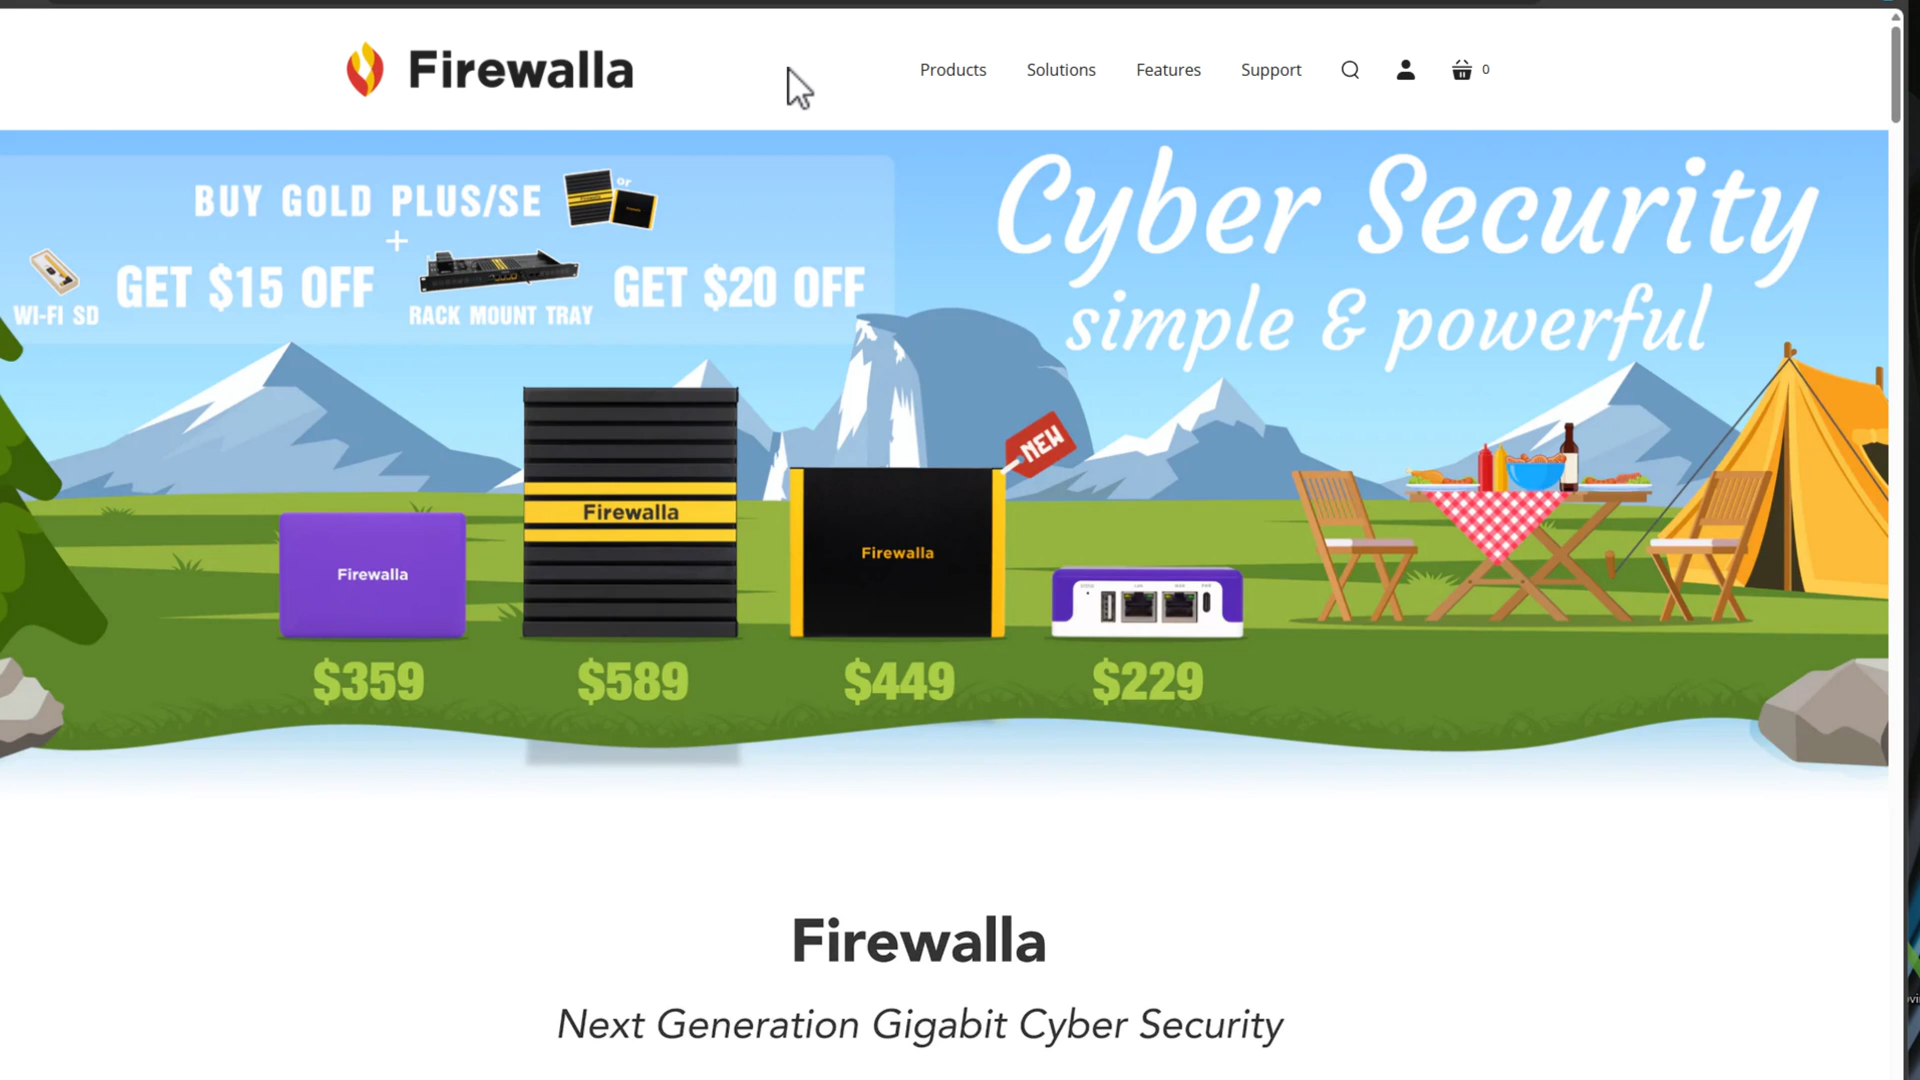 Firewalla
Products
Solutions
Features
Support
0
BUY GOLD PLUS/SE
or
+
GET $15 OFF
GET $20 OFF
WI-FI SD
RACK MOUNT TRAY
Cyber Security
simple & powerful
NEW
Firewalla
Firewalla
Firewalla
$359
$589
$449
$229
Firewalla
Next Generation Gigabit Cyber Security